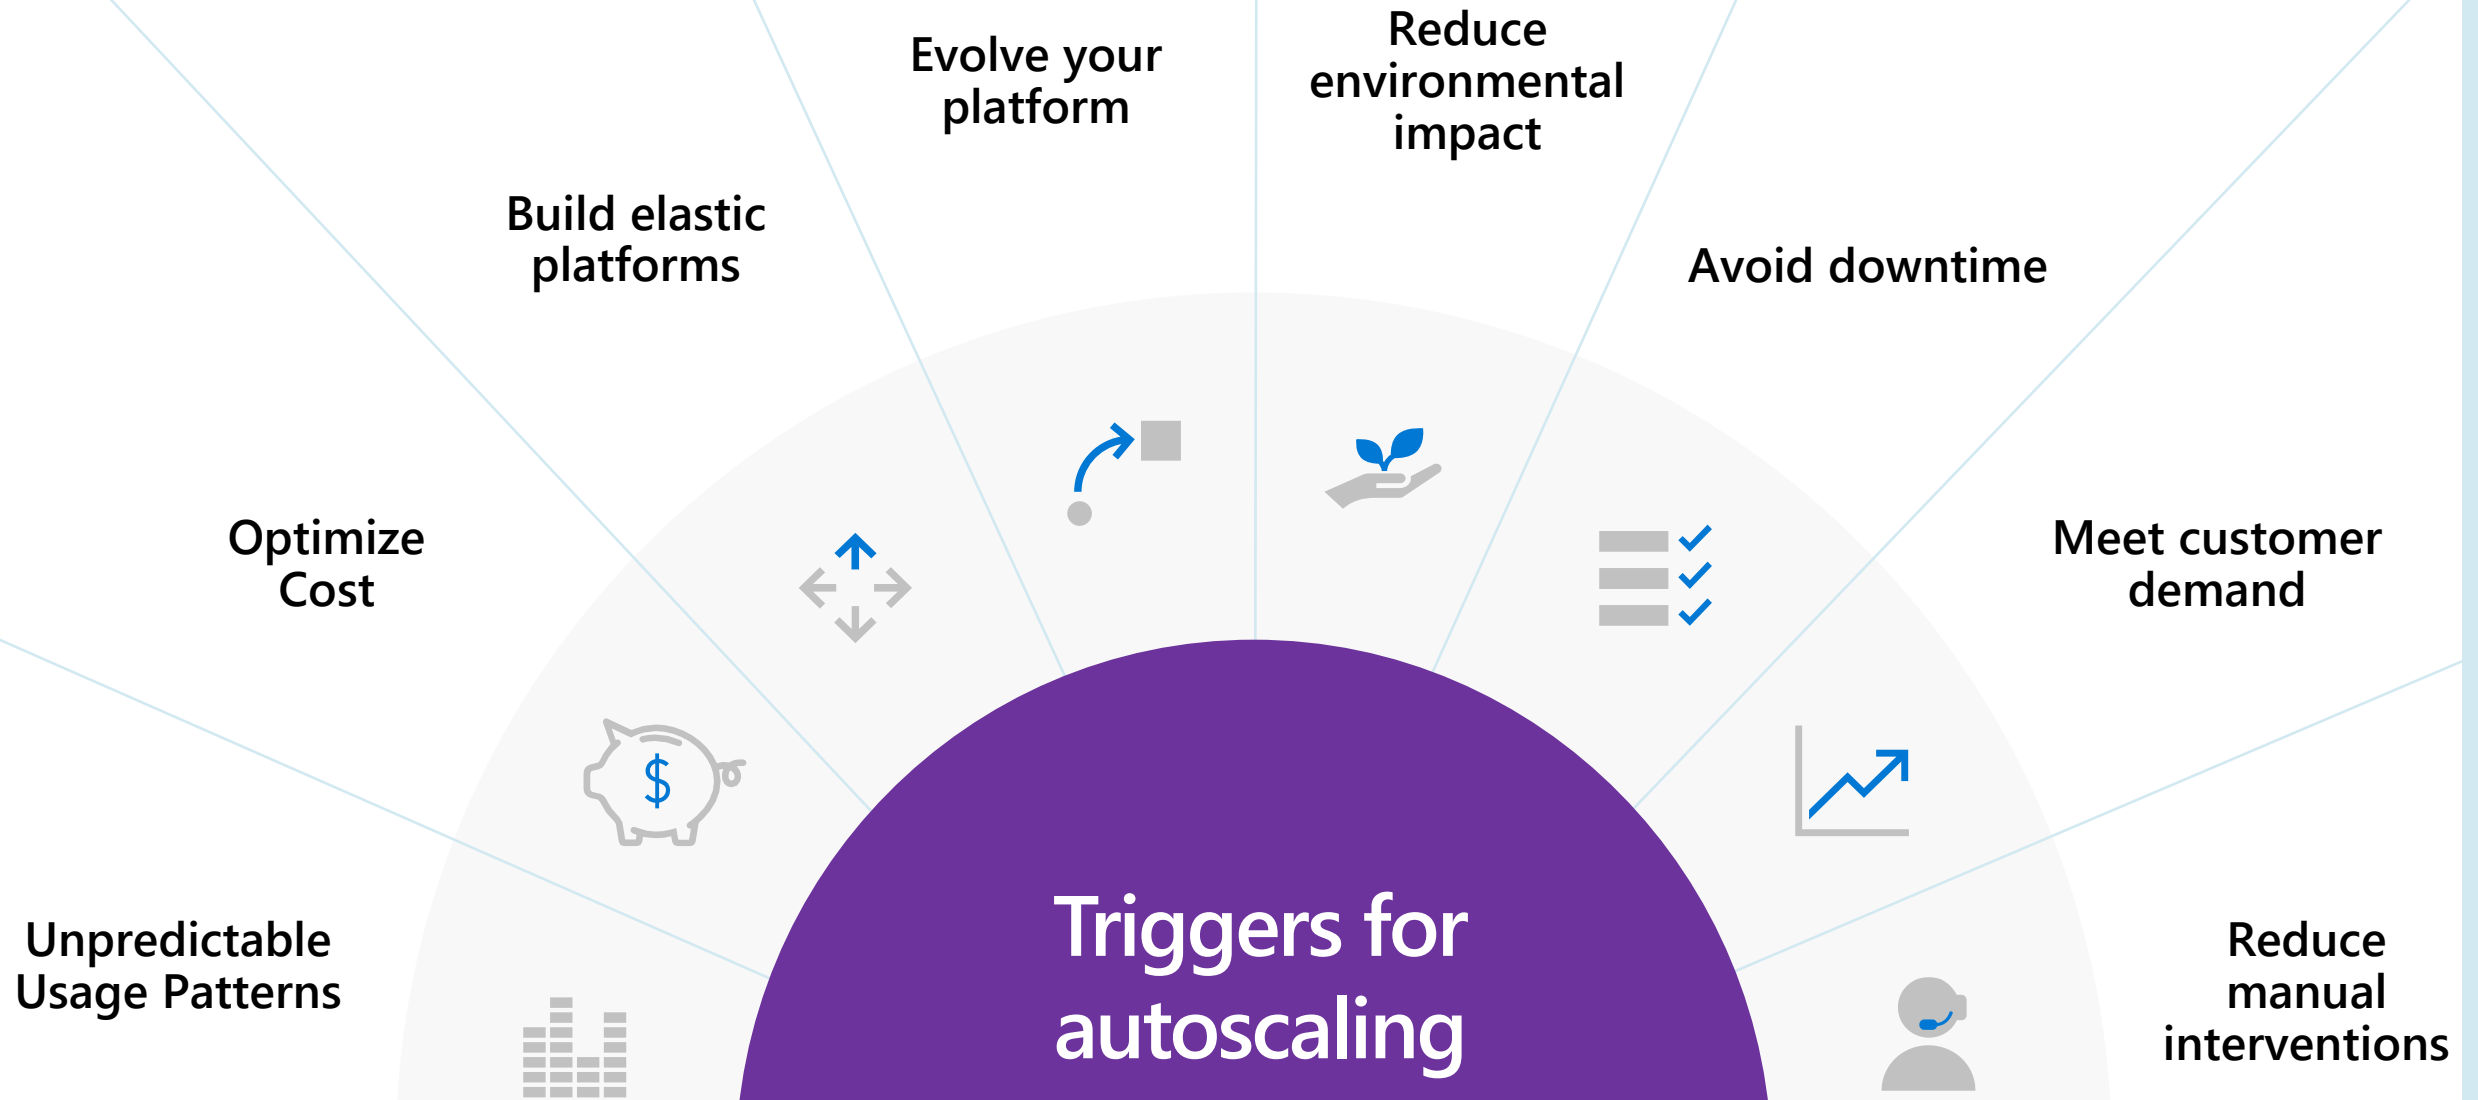 Unpredictable
Usage Patterns
Optimize
Cost
Build elastic
platforms
Evolve your
platform
Reduce
environmental
impact
Avoid downtime
Meet customer
demand
Reduce
manual
interventions
$
Triggers for
autoscaling